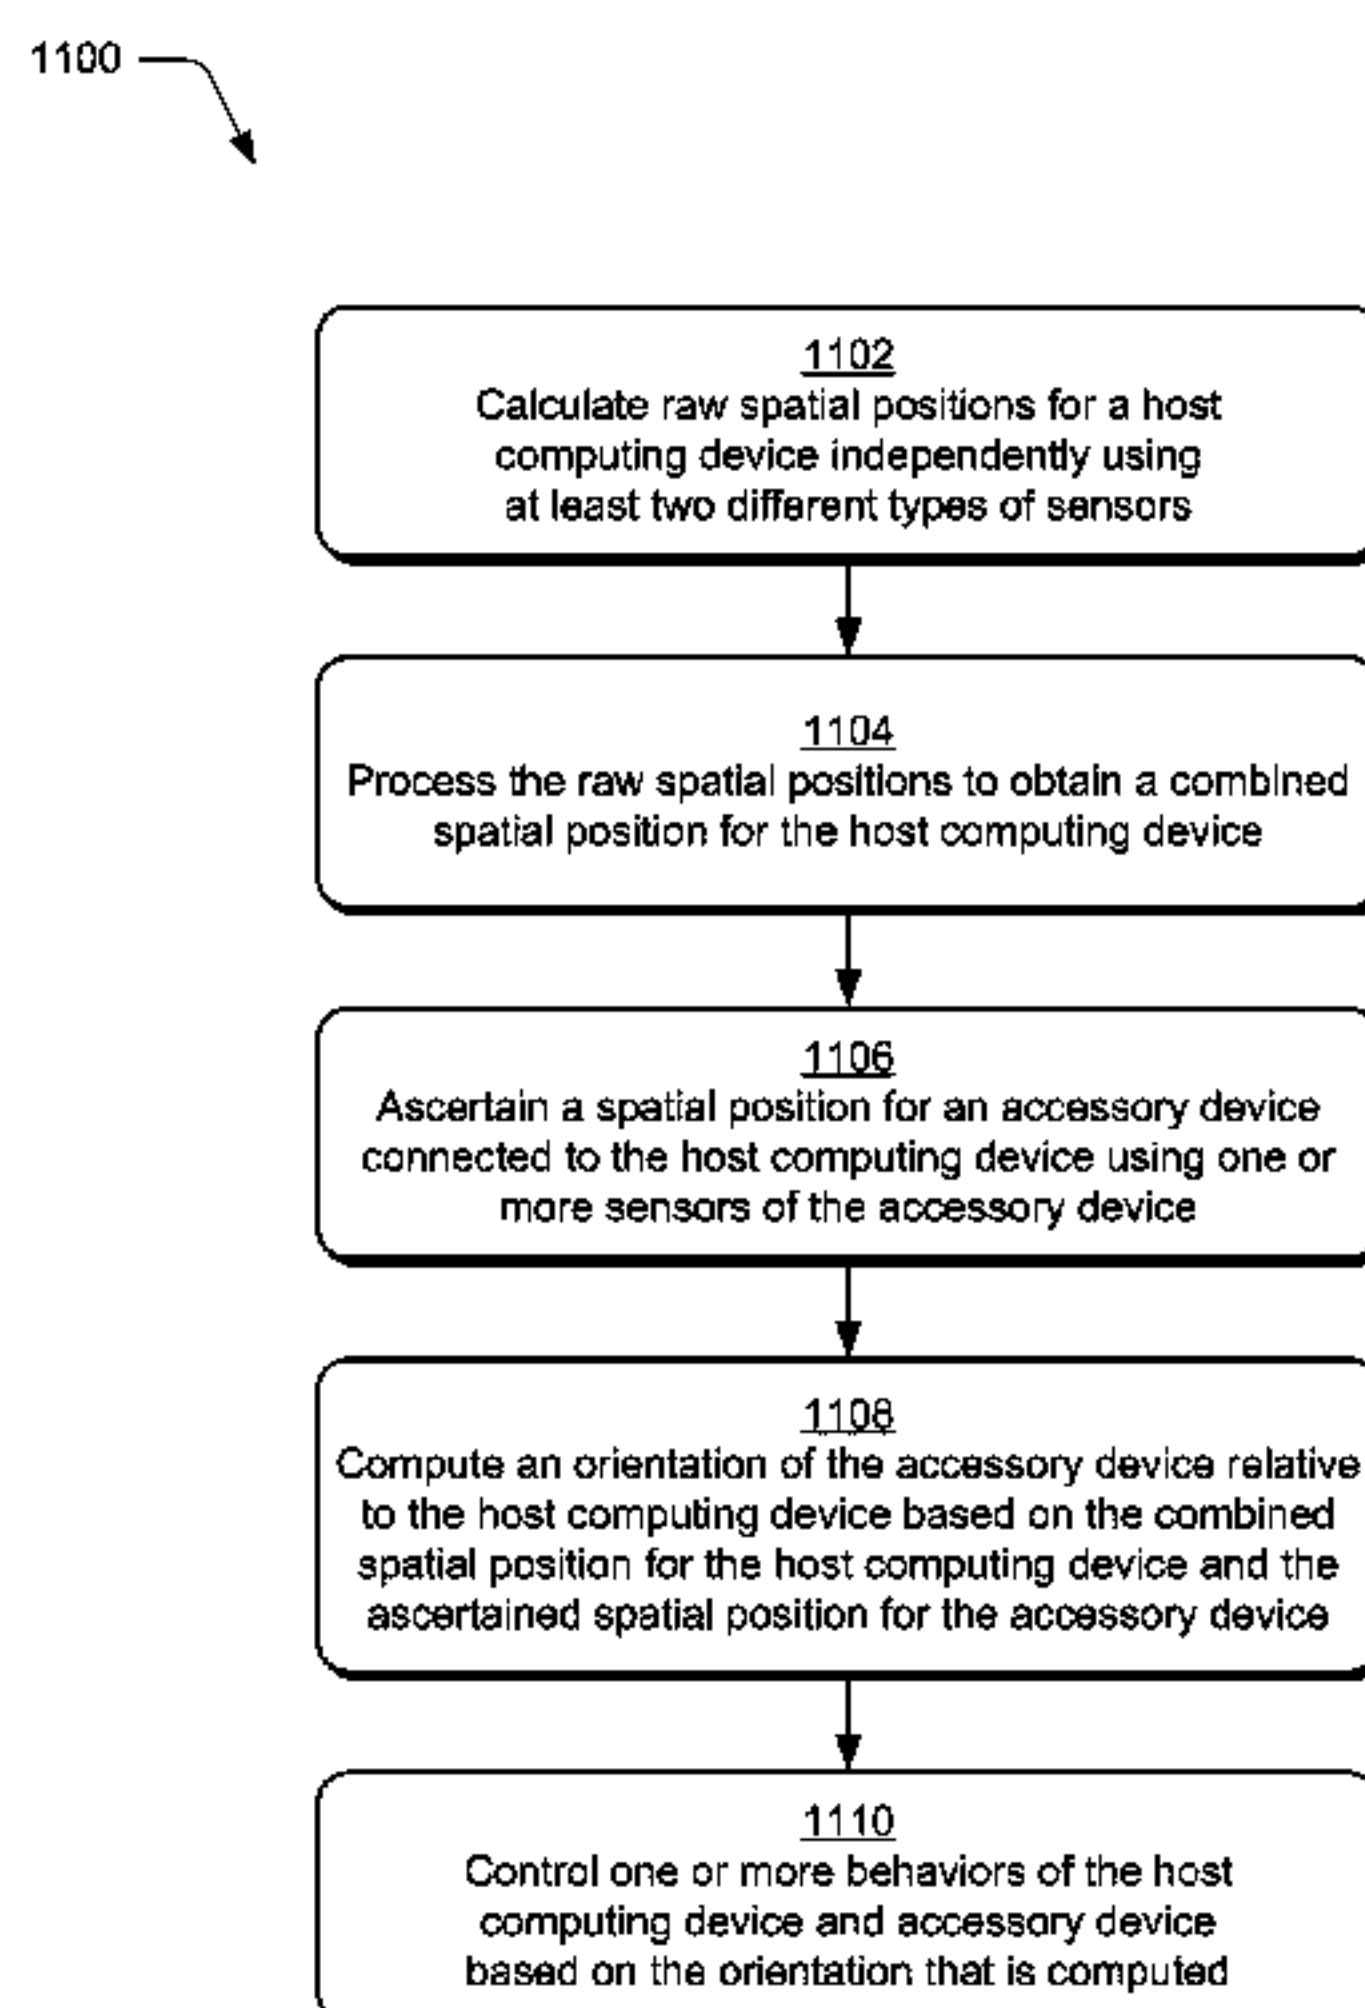 1100
1102
Calculate raw spatial positions for a host
computing device independently using
at least two different types of sensors
1104
Process the raw spatial positions to obtain a combined
spatial position for the host computing device
1106
Ascertain a spatial position for an accessory device
connected to the host computing device using one or
more sensors of the accessory device
1108
Compute an orientation of the accessory device relative
to the host computing device based on the combined
spatial position for the host computing device and the
ascertained spatial position for the accessory device
1110
Control one or more behaviors of the host
computing device and accessory device
based on the orientation that is computed